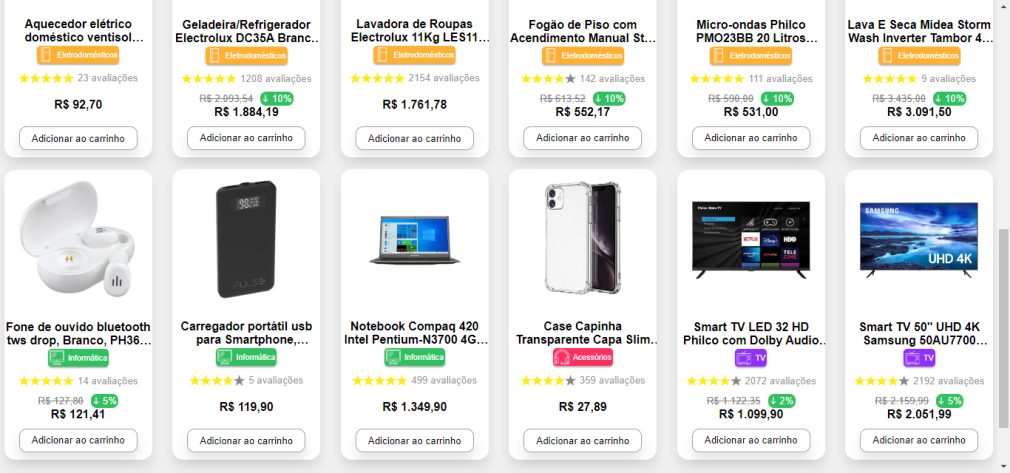 Aquecedor elétrico
doméstico ventisol...
Eletrodomésticos
23 avaliações
R$ 92,70
Adicionar ao carrinho
Geladeira/Refrigerador
Electrolux DC35A Branc...
Eletrodomésticos
1208 avaliações
R$ 2.093,54 ↓ 10%
R$ 1.884,19
Adicionar ao carrinho
Lavadora de Roupas
Electrolux 11Kg LES11...
Eletrodomésticos
2154 avaliações
R$ 1.761,78
Adicionar ao carrinho
Fogão de Piso com
Acendimento Manual St...
Eletrodomésticos
142 avaliações
R$ 613,52 ↓ 10%
R$ 552,17
Adicionar ao carrinho
Micro-ondas Philco
PMO23BB 20 Litros...
Eletrodomésticos
111 avaliações
R$ 590,00 ↓ 10%
R$ 531,00
Adicionar ao carrinho
Lava E Seca Midea Storm
Wash Inverter Tambor 4...
Eletrodomésticos
9 avaliações
R$ 3.435,00 ↓ 10%
R$ 3.091,50
Adicionar ao carrinho
Fone de ouvido bluetooth
tws drop, Branco, PH36...
Informática
14 avaliações
R$ 127,80 ↓ 5%
R$ 121,41
Adicionar ao carrinho
PULSE
Carregador portátil usb
para Smartphone,...
Informática
5 avaliações
R$ 119,90
Adicionar ao carrinho
Notebook Compaq 420
Intel Pentium-N3700 4G...
Informática
499 avaliações
R$ 1.349,90
Adicionar ao carrinho
Case Capinha
Transparente Capa Slim...
Acessórios
359 avaliações
R$ 27,89
Adicionar ao carrinho
NETFLIX Disney+ HBO
TELE
CINE
Smart TV LED 32 HD
Philco com Dolby Audio...
TV
2072 avaliações
R$ 1.122,35 ↓ 2%
R$ 1.099,90
Adicionar ao carrinho
SAMSUNG
UHD 4K
Smart TV 50" UHD 4K
Samsung 50AU7700...
TV
2192 avaliações
R$ 2.159,99 ↓ 5%
R$ 2.051,99
Adicionar ao carrinho